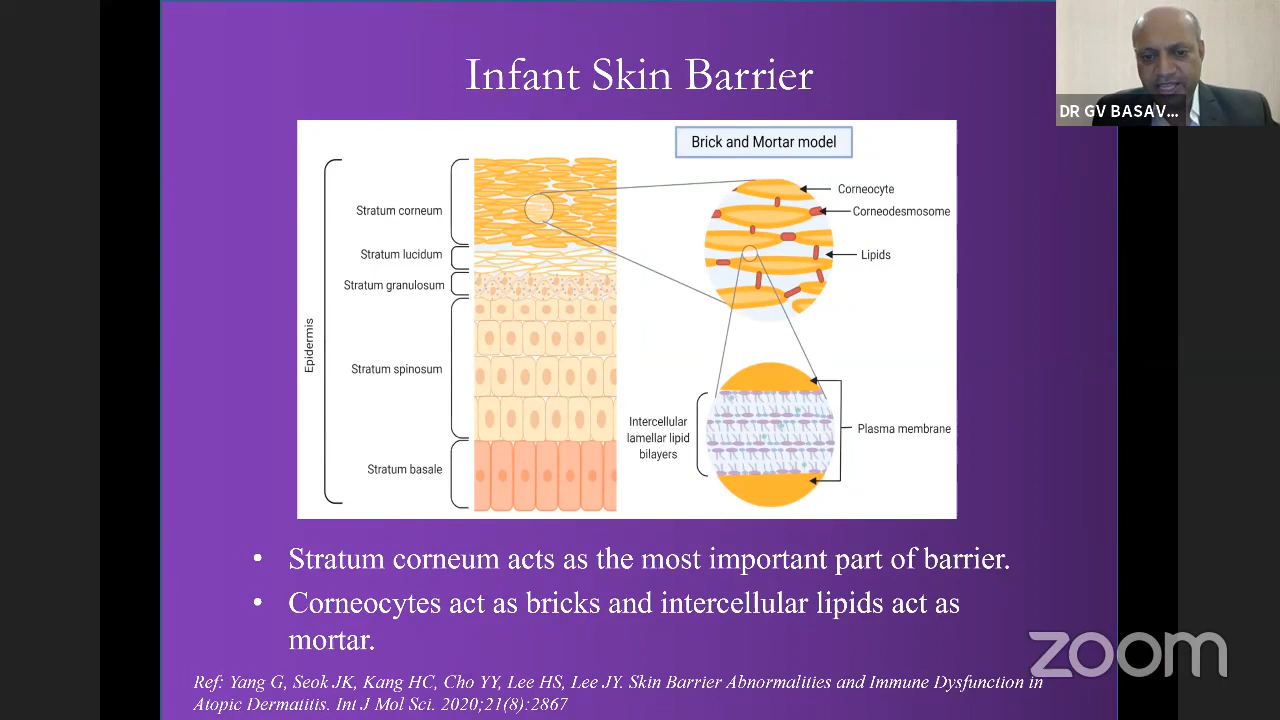 Infant Skin Barrier
DR GV BASAV...
Brick and Mortar model
Epidermis
Stratum corneum
Stratum lucidum
Stratum granulosum
Stratum spinosum
Stratum basale
Corneocyte
Corneodesmosome
Lipids
Intercellular
lamellar lipid
bilayers
Plasma membrane
• Stratum corneum acts as the most important part of barrier.
• Corneocytes act as bricks and intercellular lipids act as
mortar.
zoom
Ref: Yang G, Seok JK, Kang HC, Cho YY, Lee HS, Lee JY. Skin Barrier Abnormalities and Immune Dysfunction in
Atopic Dermatitis. Int J Mol Sci. 2020;21(8):2867